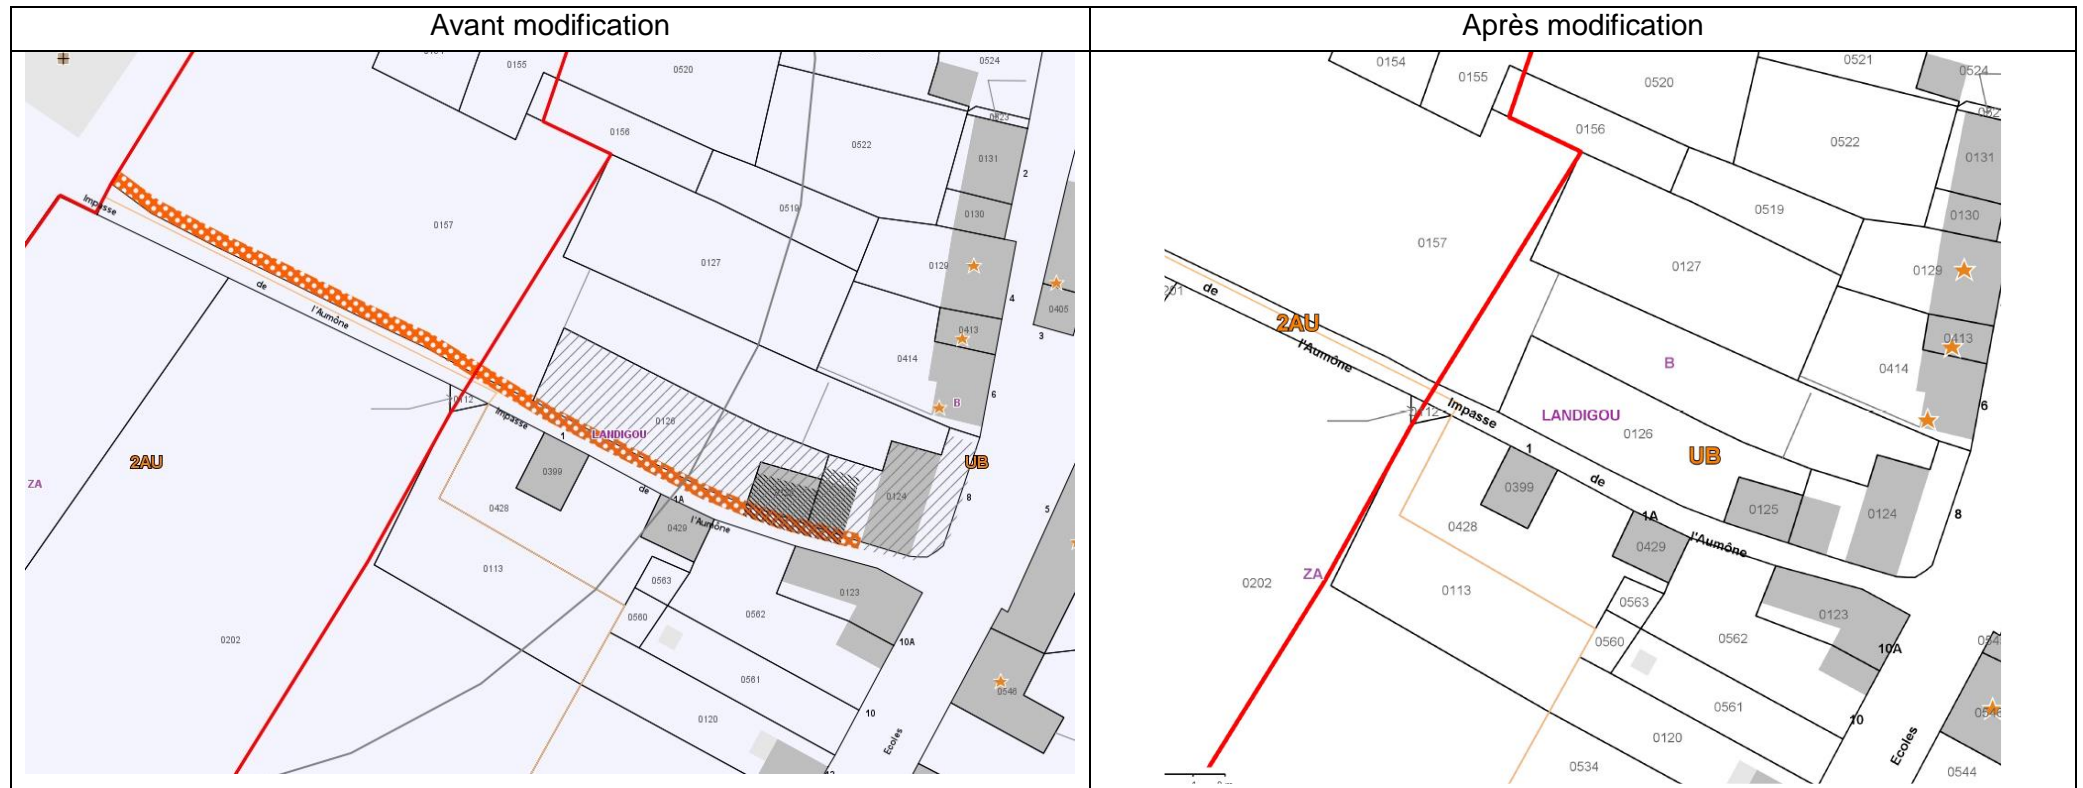 Avant modification
Après modification
0155
0520
0524
0156
0522
0131
2
0519
0130
Impasse
0157
0127
0129
4
0405
3
0413
de
l'Aumône
0414
6
B
0112
Impasse
0126
1
LANDIGOU
2AU
ZA
0399
de
1A
UB
0124
8
5
0428
0429
l'Aumône
0113
0563
0123
0560
0562
10A
0202
0561
0546
0120
10
Ecoles
0154
0155
0520
0521
0524
0156
0522
0131
0519
0130
0157
0127
0129
de
2AU
l'Aumône
0413
B
0414
6
Impasse
LANDIGOU
0126
1
UB
0399
de
0125
0124
8
0428
1A
0429
l'Aumône
ZA
0202
0113
0563
0123
0560
0562
10A
0561
10
0120
Ecoles
0534
0544